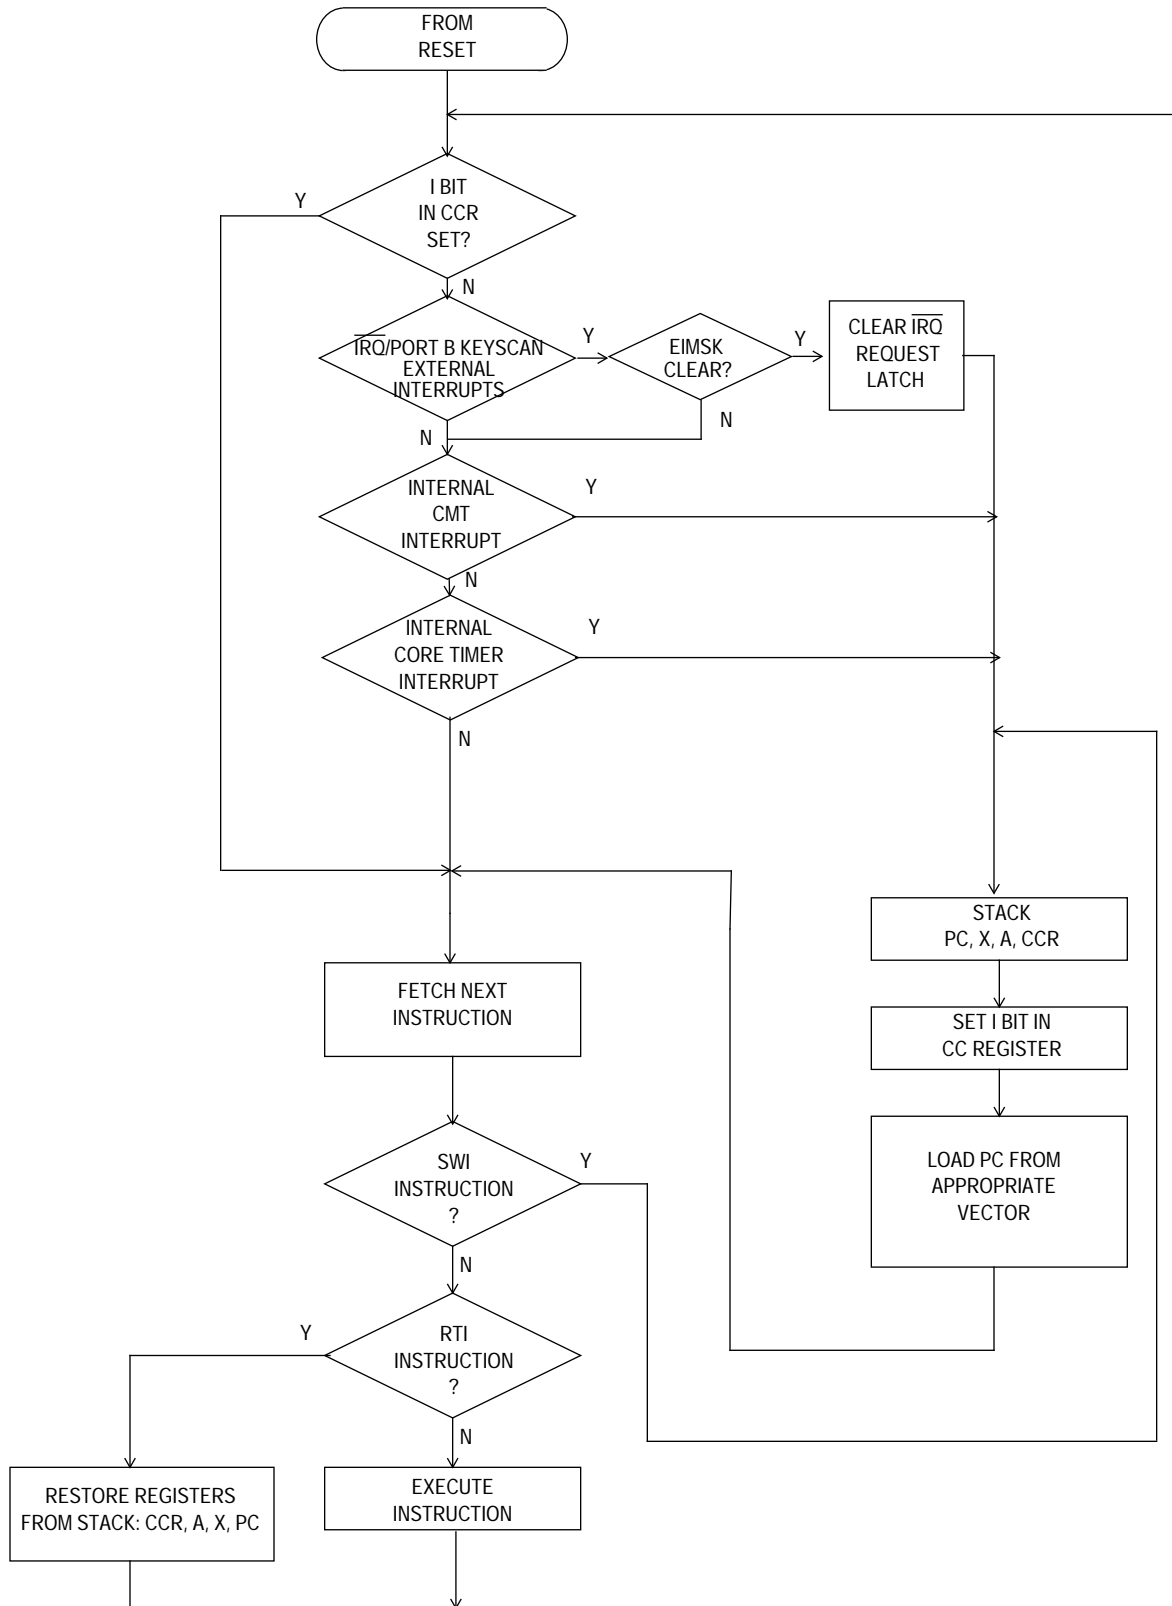 FROM
RESET
Y
I BIT
IN CCR
SET?
N
IRQ/PORT B KEYSCAN
EXTERNAL
INTERRUPTS
Y
EIMSK
CLEAR?
Y
CLEAR IRQ
REQUEST
LATCH
N
N
INTERNAL
CMT
INTERRUPT
Y
N
INTERNAL
CORE TIMER
INTERRUPT
Y
N
STACK
PC, X, A, CCR
FETCH NEXT
INSTRUCTION
SET I BIT IN
CC REGISTER
SWI
INSTRUCTION
?
Y
LOAD PC FROM
APPROPRIATE
VECTOR
N
Y
RTI
INSTRUCTION
?
N
RESTORE REGISTERS
FROM STACK: CCR, A, X, PC
EXECUTE
INSTRUCTION